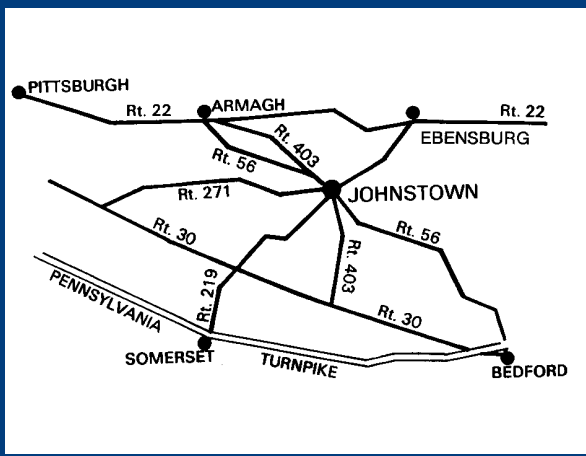 PITTSBURGH
Rt. 22
ARMAGH
Rt. 22
EBENSBURG
Rt. 403
Rt. 56
Rt. 271
JOHNSTOWN
Rt. 56
Rt. 30
Rt. 219
Rt. 403
Rt. 30
PENNSYLVANIA
TURNPIKE
SOMERSET
BEDFORD